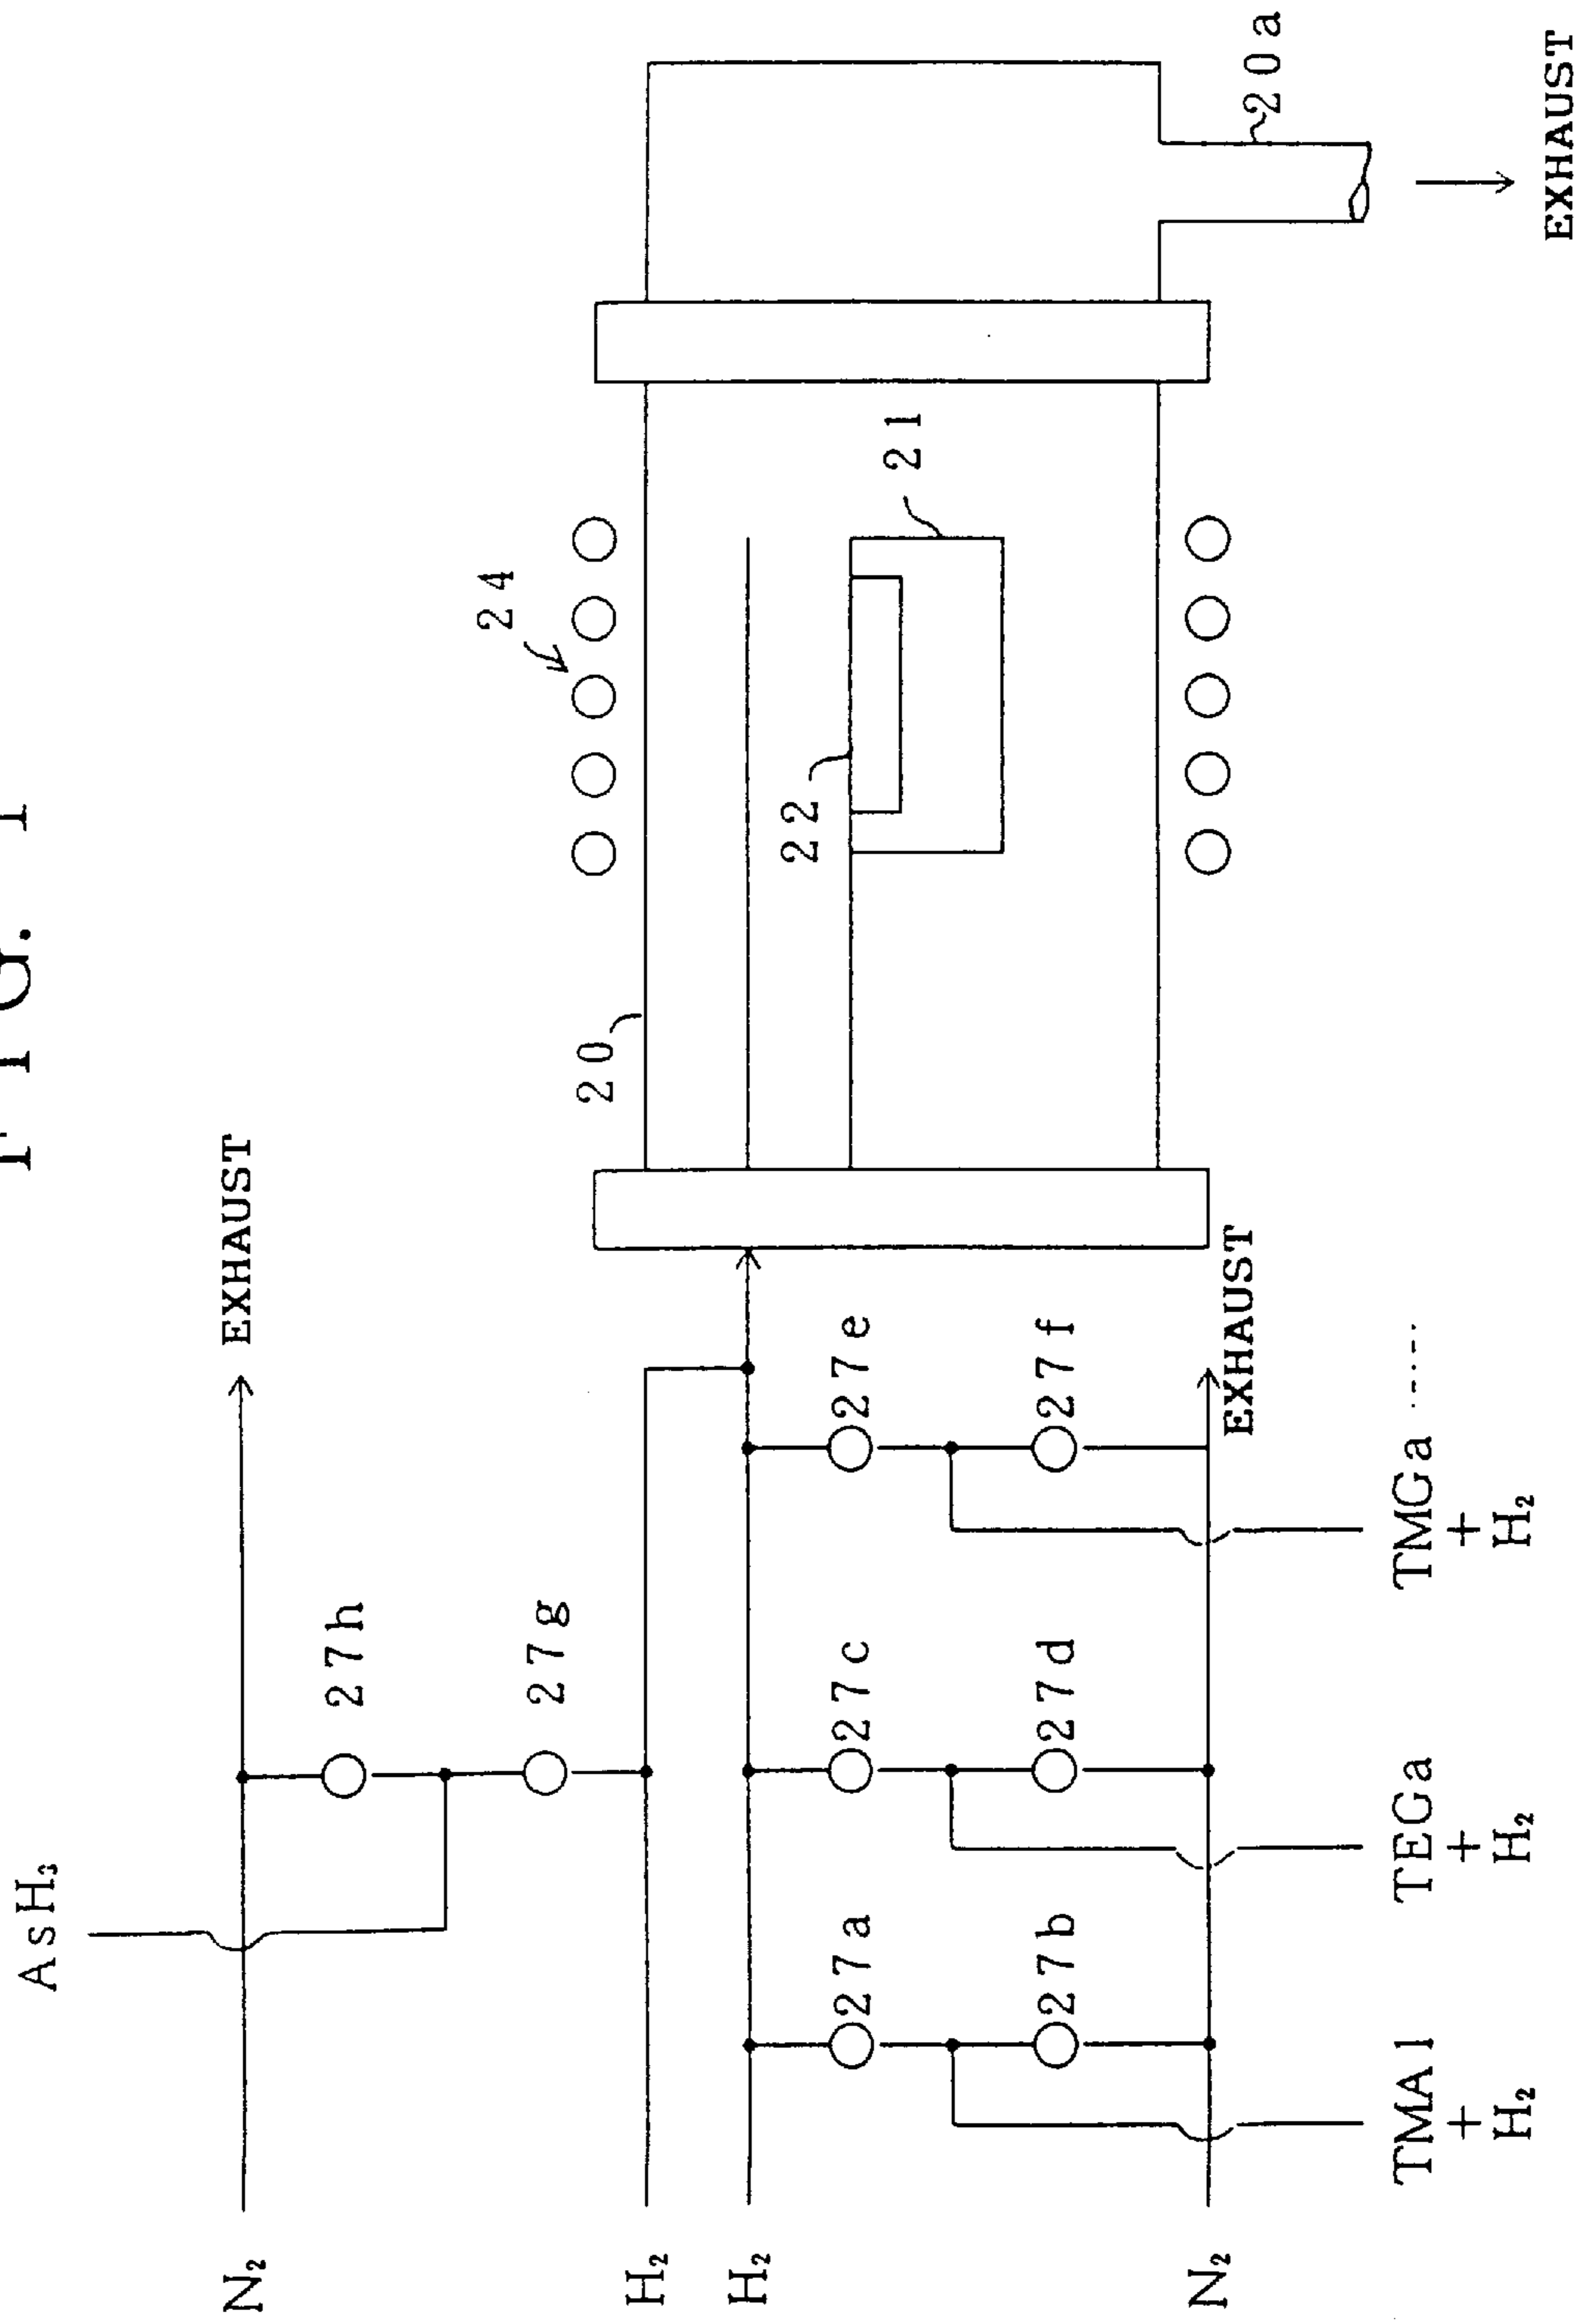 FIG. 1
AsH₃
N₂
EXHAUST
27h
27g
H₂
H₂
27a
27b
27c
27d
27e
27f
N₂
EXHAUST
TMAl
+
H₂
TEGa
+
H₂
TMGa -----
+
H₂
20
22
24
21
20a
EXHAUST